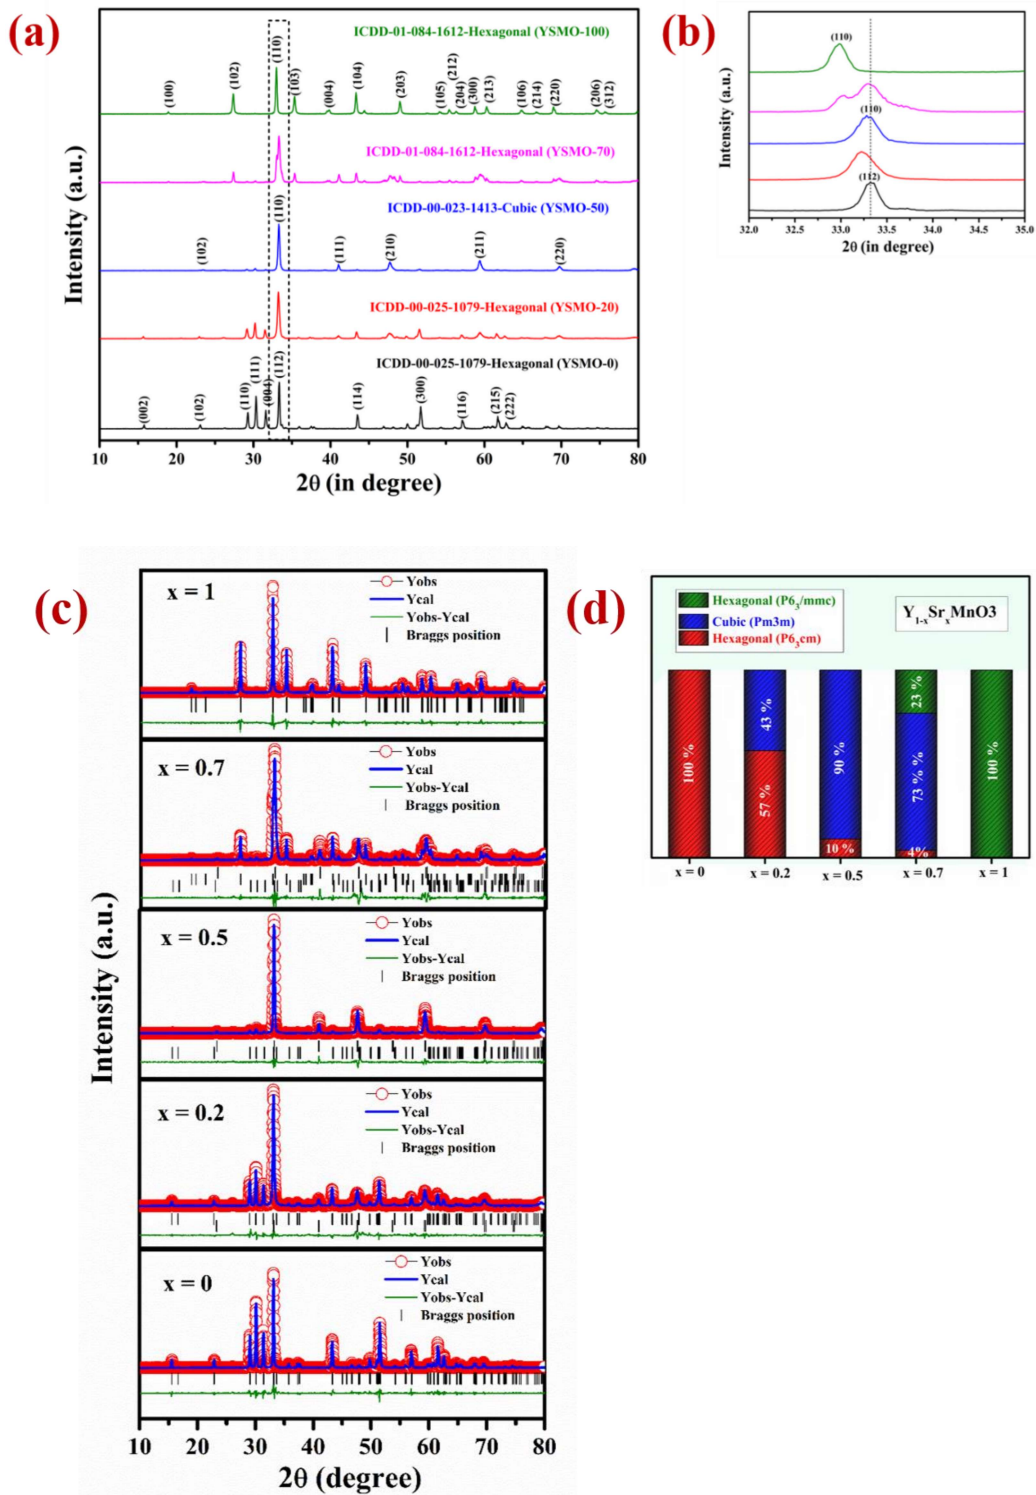 (a)
ICDD-01-084-1612-Hexagonal (YSMO-100)
(100)
(102)
(110)
(103)
(004)
(104)
(203)
(105)
(212)
(204)
(300)
(213)
(106)
(214)
(220)
(206)
(312)
ICDD-01-084-1612-Hexagonal (YSMO-70)
ICDD-00-023-1413-Cubic (YSMO-50)
(102)
(110)
(111)
(210)
(211)
(220)
ICDD-00-025-1079-Hexagonal (YSMO-20)
ICDD-00-025-1079-Hexagonal (YSMO-0)
(002)
(102)
(110)
(111)
(004)
(112)
(114)
(300)
(116)
(215)
(222)
Intensity (a.u.)
10 20 30 40 50 60 70 80
2θ (in degree)
(b)
(110)
(110)
(112)
Intensity (a.u.)
32.0 32.5 33.0 33.5 34.0 34.5 35.0
2θ (in degree)
(c)
x = 1
Yobs
Ycal
Yobs-Ycal
Braggs position
x = 0.7
Yobs
Ycal
Yobs-Ycal
Braggs position
x = 0.5
Yobs
Ycal
Yobs-Ycal
Braggs position
x = 0.2
Yobs
Ycal
Yobs-Ycal
Braggs position
x = 0
Yobs
Ycal
Yobs-Ycal
Braggs position
Intensity (a.u.)
10 20 30 40 50 60 70 80
2θ (degree)
(d)
Hexagonal (P6₃/mmc)
Cubic (Pm3m)
Hexagonal (P6₃cm)
Y₁₋ₓSrₓMnO3
100 %
43 %
57 %
90 %
10 %
23 %
73 % %
4%
100 %
x = 0 x = 0.2 x = 0.5 x = 0.7 x = 1